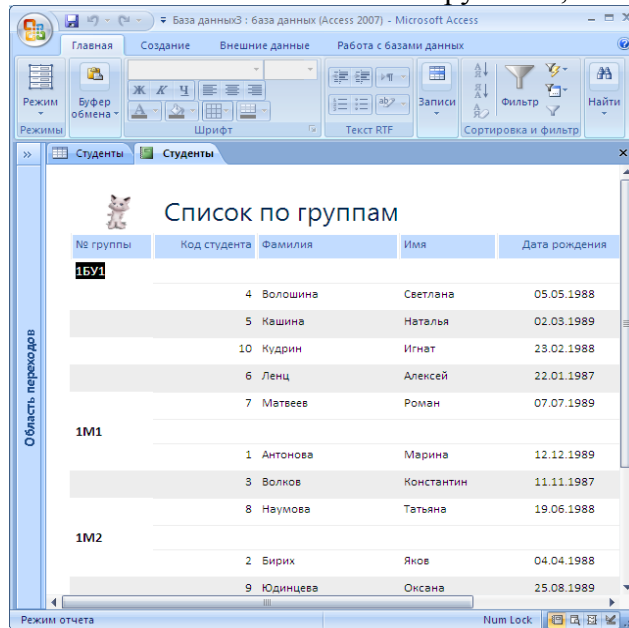 База данных3 : база данных (Access 2007) - Microsoft Access
Главная Создание Внешние данные Работа с базами данных
Режим Буфер обмена Ж К Ч Записи Фильтр Найти
Режимы Шрифт Текст RTF Сортировка и фильтр
Студенты Студенты
Список по группам
№ группы Код студента Фамилия Имя Дата рождения
1БУ1
4 Волошина Светлана 05.05.1988
5 Кашина Наталья 02.03.1989
10 Кудрин Игнат 23.02.1988
6 Ленц Алексей 22.01.1987
7 Матвеев Роман 07.07.1989
1М1
1 Антонова Марина 12.12.1989
3 Волков Константин 11.11.1987
8 Наумова Татьяна 19.06.1988
1М2
2 Бирих Яков 04.04.1988
9 Юдинцева Оксана 25.08.1989
Область переходов
Режим отчета Num Lock